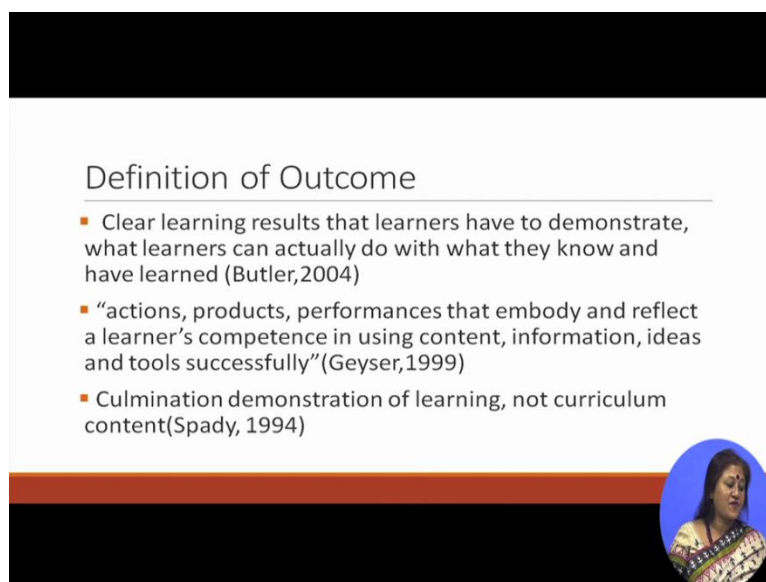 Definition of Outcome
▪ Clear learning results that learners have to demonstrate,
what learners can actually do with what they know and
have learned (Butler,2004)
▪ “actions, products, performances that embody and reflect
a learner’s competence in using content, information, ideas
and tools successfully”(Geyser,1999)
▪ Culmination demonstration of learning, not curriculum
content(Spady, 1994)